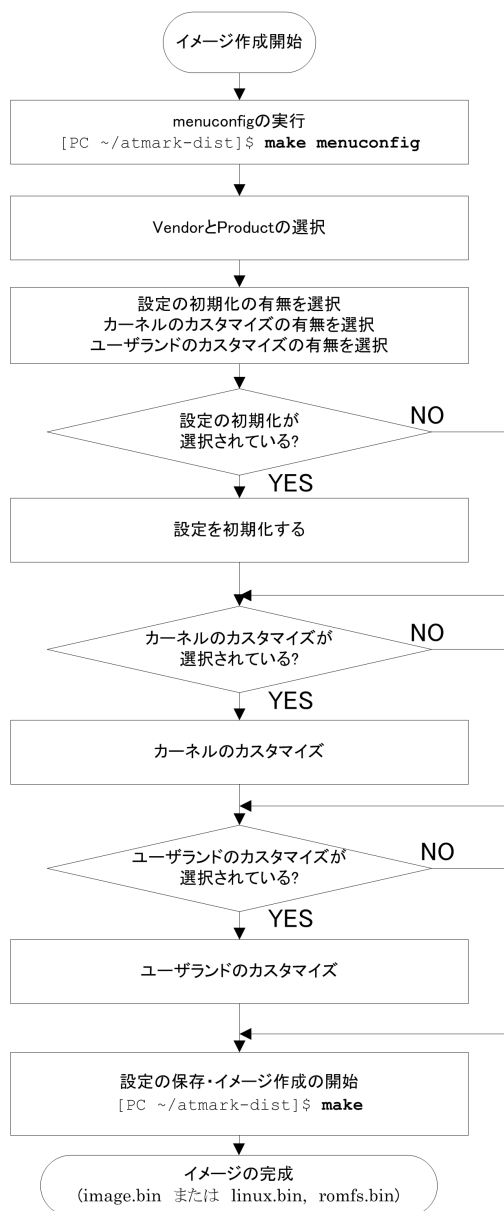 イメージ作成開始
menuconfigの実行
[PC ~/atmark-dist]$ make menuconfig
VendorとProductの選択
設定の初期化の有無を選択
カーネルのカスタマイズの有無を選択
ユーザランドのカスタマイズの有無を選択
設定の初期化が
選択されている?
NO
YES
設定を初期化する
カーネルのカスタマイズが
選択されている?
NO
YES
カーネルのカスタマイズ
ユーザランドのカスタマイズが
選択されている?
NO
YES
ユーザランドのカスタマイズ
設定の保存・イメージ作成の開始
[PC ~/atmark-dist]$ make
イメージの完成
(image.bin または linux.bin, romfs.bin)